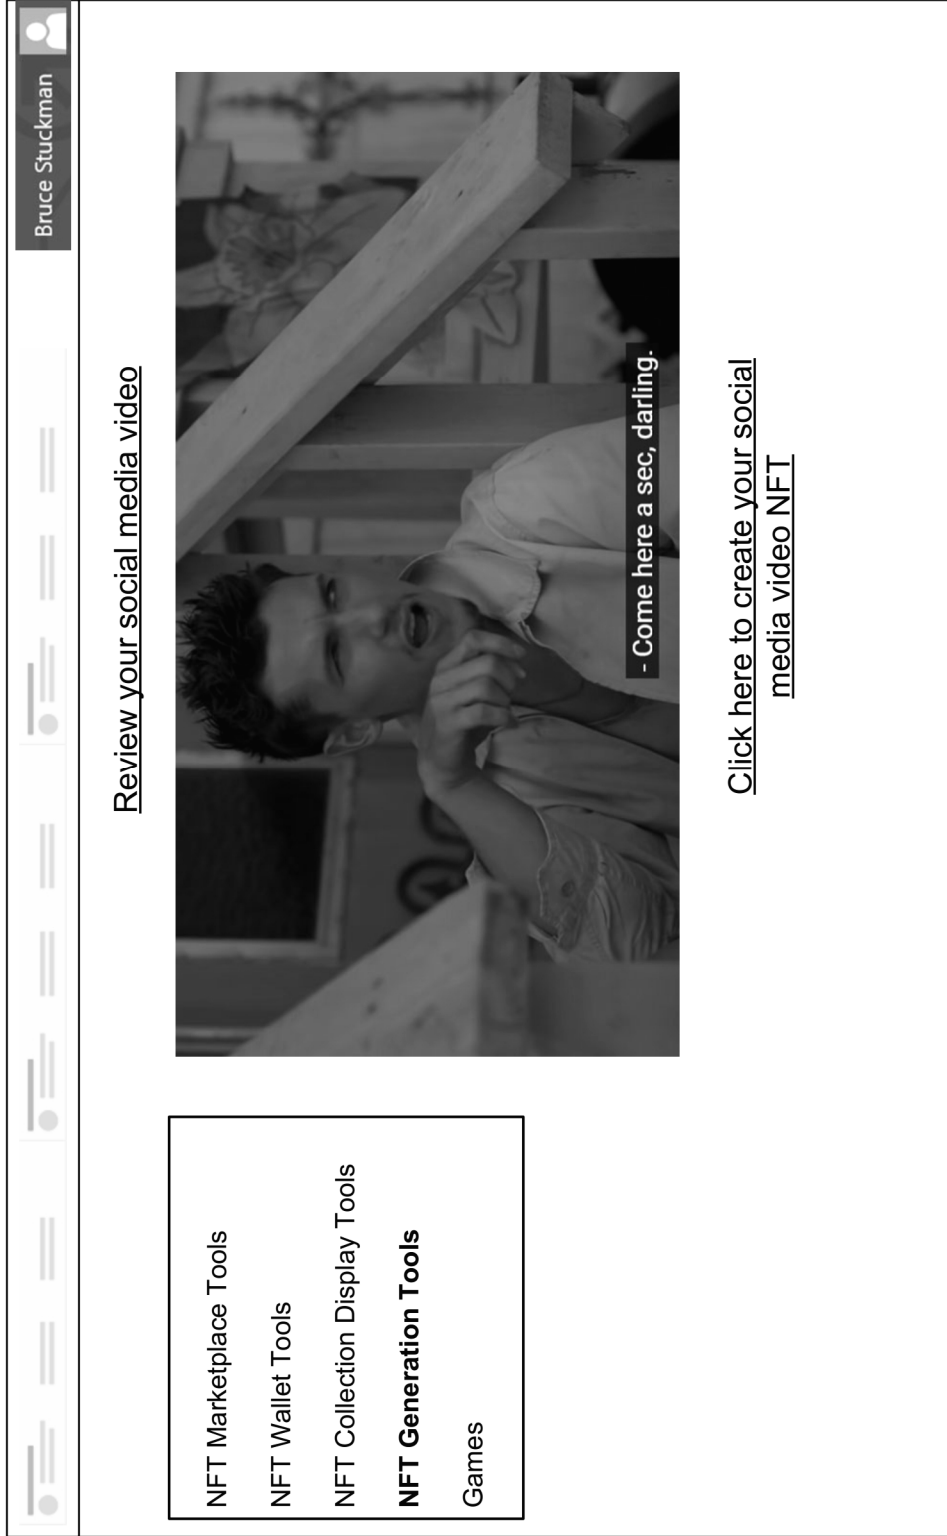 Bruce Stuckman
Review your social media video
NFT Marketplace Tools
NFT Wallet Tools
NFT Collection Display Tools
NFT Generation Tools
Games
- Come here a sec, darling.
Click here to create your social
media video NFT